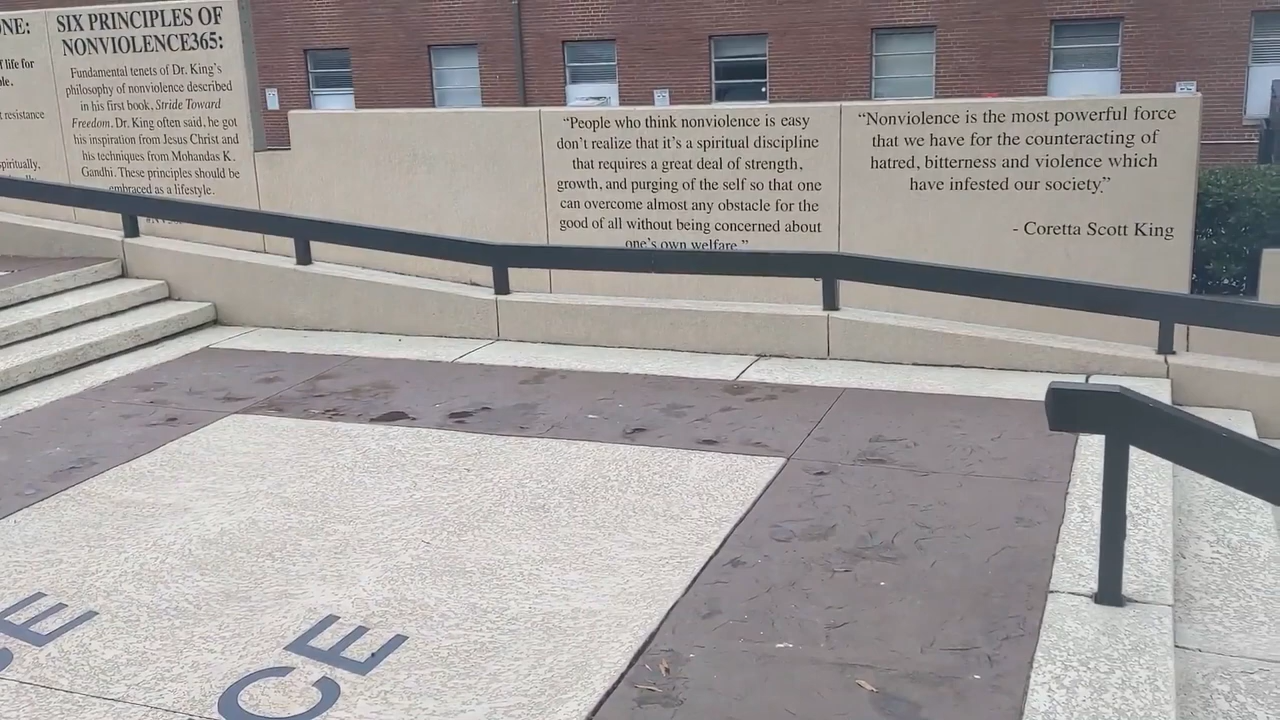 ONE:
f life for
le.
t resistance
spiritually,
SIX PRINCIPLES OF
NONVIOLENCE365:
Fundamental tenets of Dr. King's
philosophy of nonviolence described
in his first book, Stride Toward
Freedom. Dr. King often said, he got
his inspiration from Jesus Christ and
his techniques from Mohandas K.
Gandhi. These principles should be
embraced as a lifestyle.
“People who think nonviolence is easy
don't realize that it's a spiritual discipline
that requires a great deal of strength,
growth, and purging of the self so that one
can overcome almost any obstacle for the
good of all without being concerned about
one's own welfare.”
“Nonviolence is the most powerful force
that we have for the counteracting of
hatred, bitterness and violence which
have infested our society.”
- Coretta Scott King
CE
CE